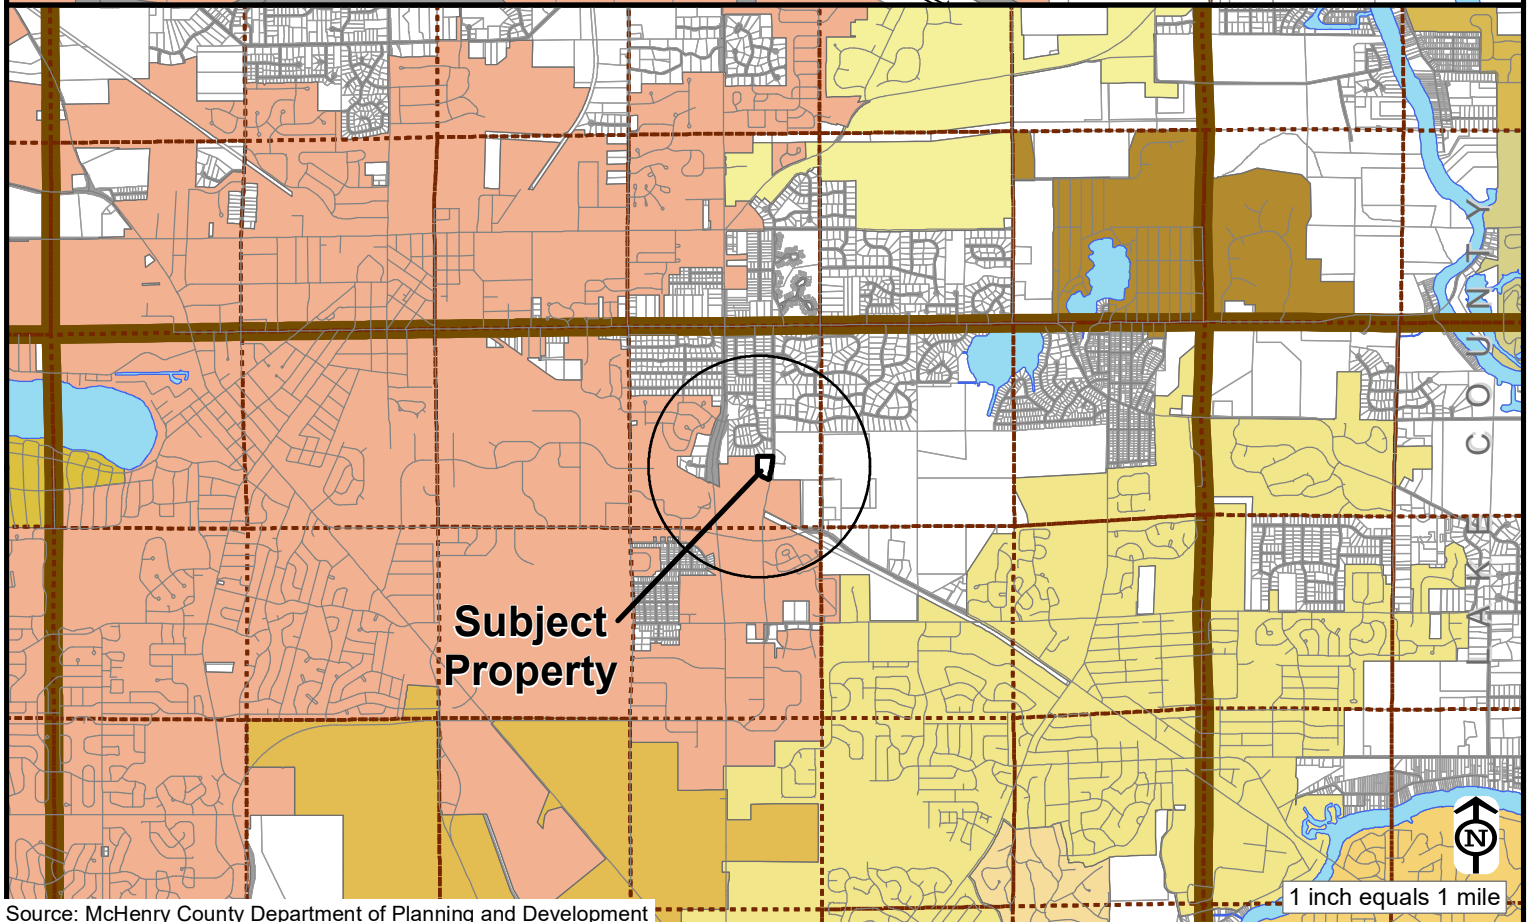 LAKE COUNTY
Subject
Property
N
1 inch equals 1 mile
Source: McHenry County Department of Planning and Development